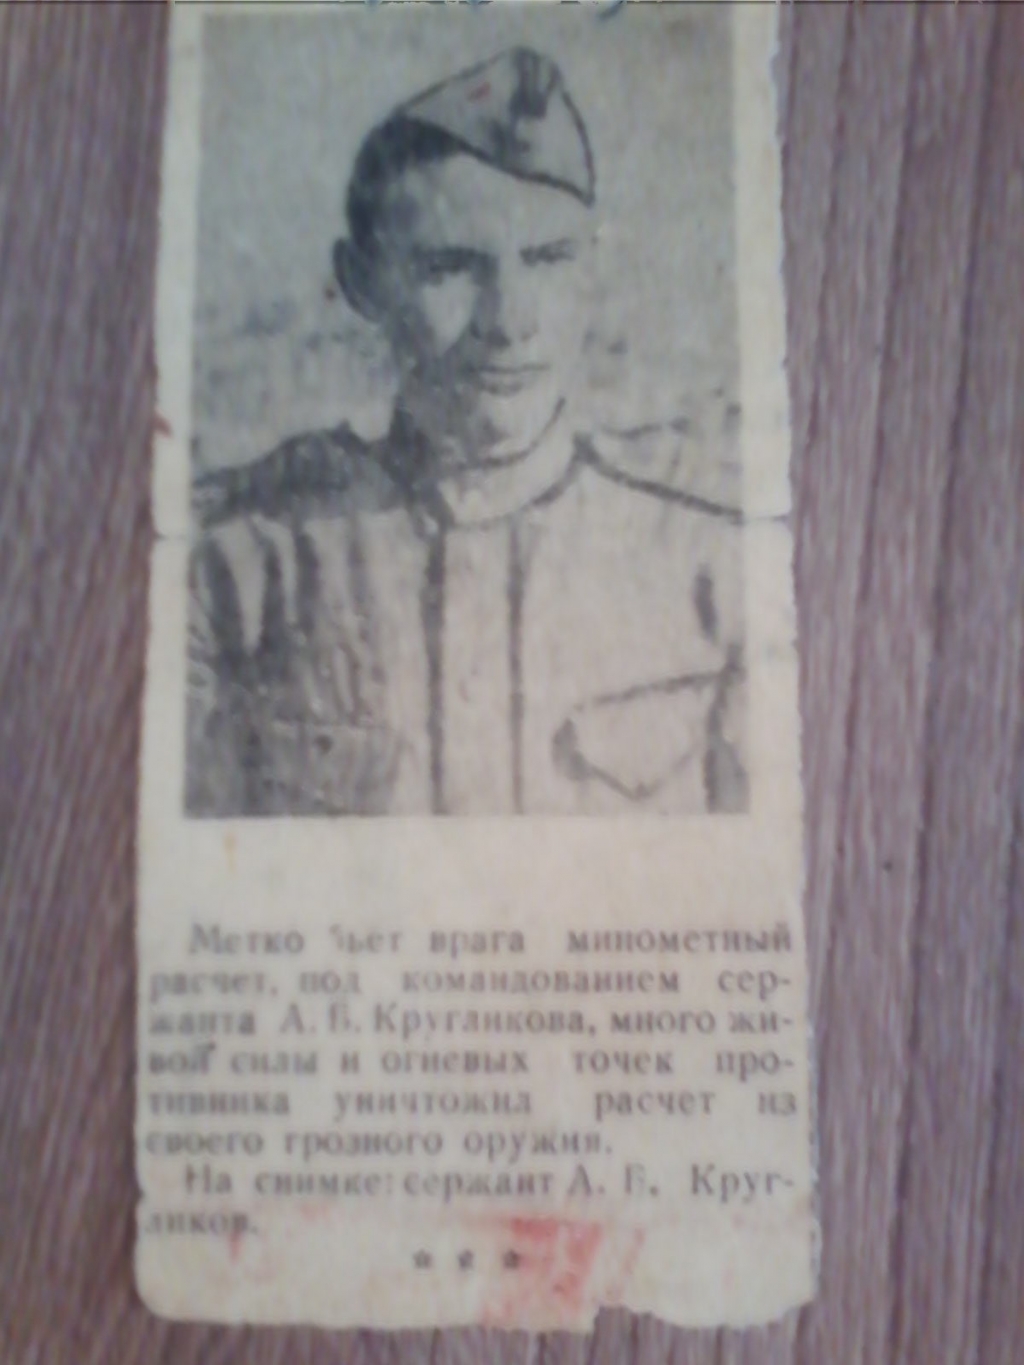 Метко бьет врага минометный
расчет, под командованием сер-
жанта А. В. Кругликова, много жи-
вой силы и огневых точек про-
тивника уничтожил расчет из
своего грозного оружия.
На снимке: сержант А. В. Круг-
ликов.
* * *